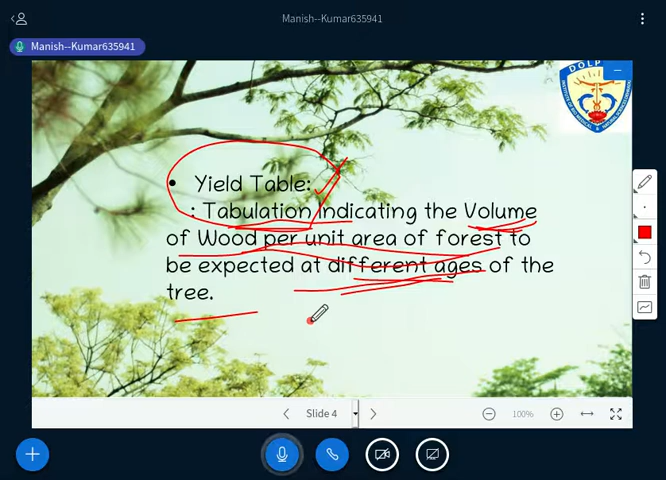 Manish--Kumar635941
Manish--Kumar635941
DOLP
• Yield Table:
: Tabulation Indicating the Volume
of Wood per unit area of forest to
be expected at different ages of the
tree.
Slide 4
100%